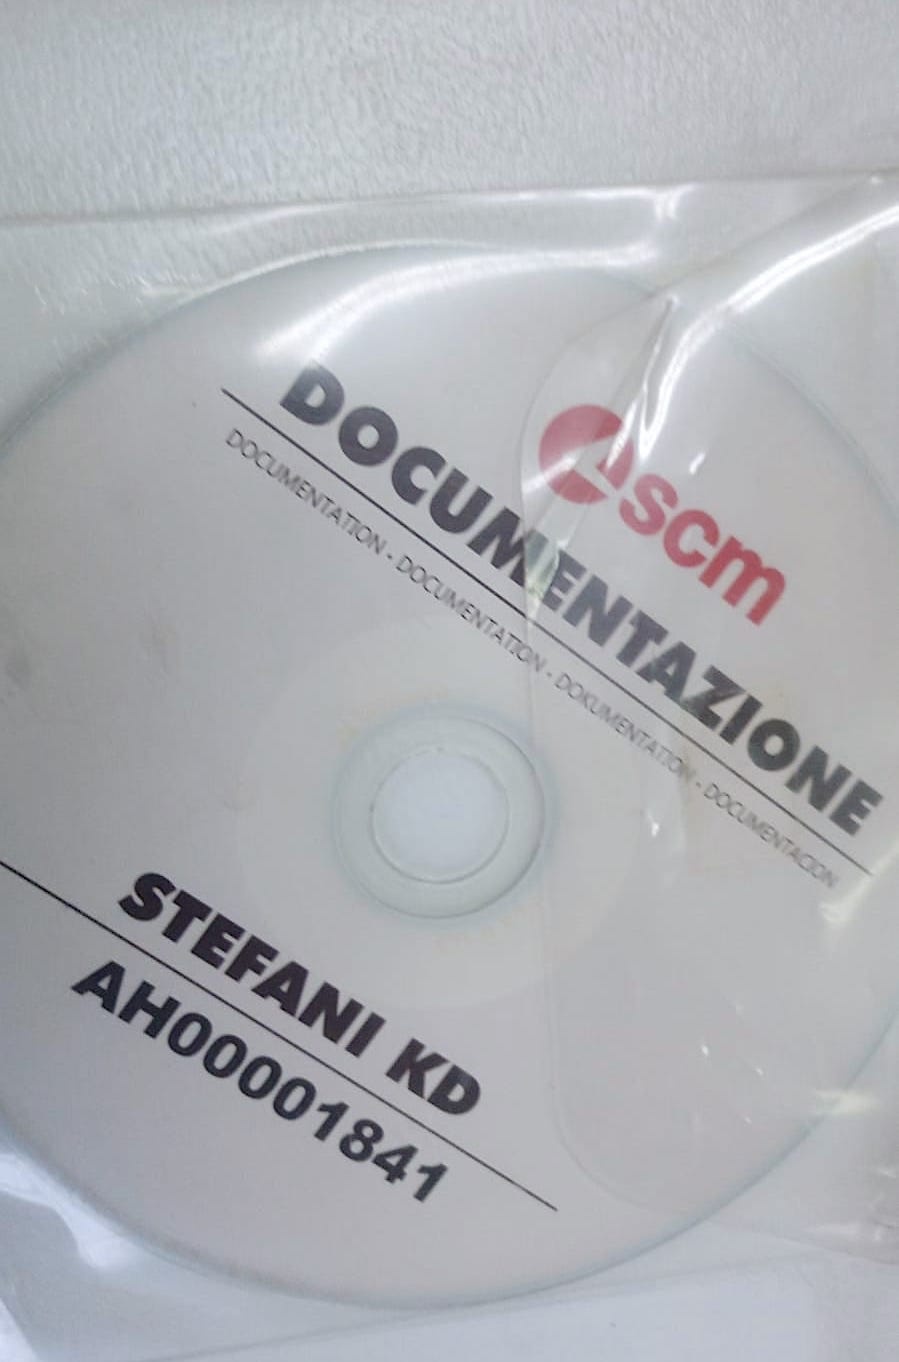 scm
DOCUMENTAZIONE
DOCUMENTATION - DOCUMENTATION - DOKUMENTATION - DOCUMENTACION
STEFANI KD
AH00001841